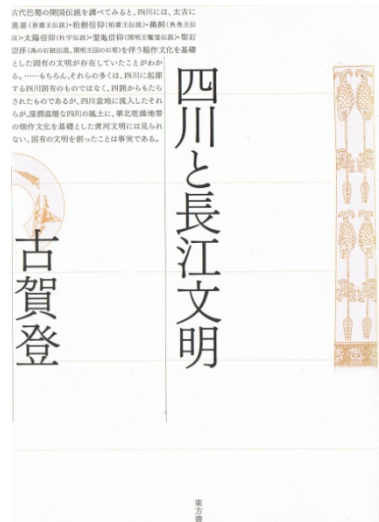 古代巴蜀の開国伝説を調べてみると、四川には、太古に
養蚕(蚕叢王伝説)・柏樹信仰(柏灌王伝説)・鵜飼(魚鳧王伝
説)・太陽信仰(杜宇伝説)・霊亀信仰(開明王鼈霊伝説)・聖石
崇拝(禹の石紐伝説、開明王国の石筍)を伴う稲作文化を基礎
とした固有の文明が存在していたことがわか
る。……もちろん、それらの多くは、四川に起源
する四川固有のものではなく、四囲からもたら
されたものであるが、四川盆地に流入したそれ
らが、湿潤温暖な四川の風土に、華北乾燥地帯
の畑作文化を基礎とした黄河文明には見られ
ない、固有の文明を創ったことは事実である。
四川と長江文明
古賀登
東方書